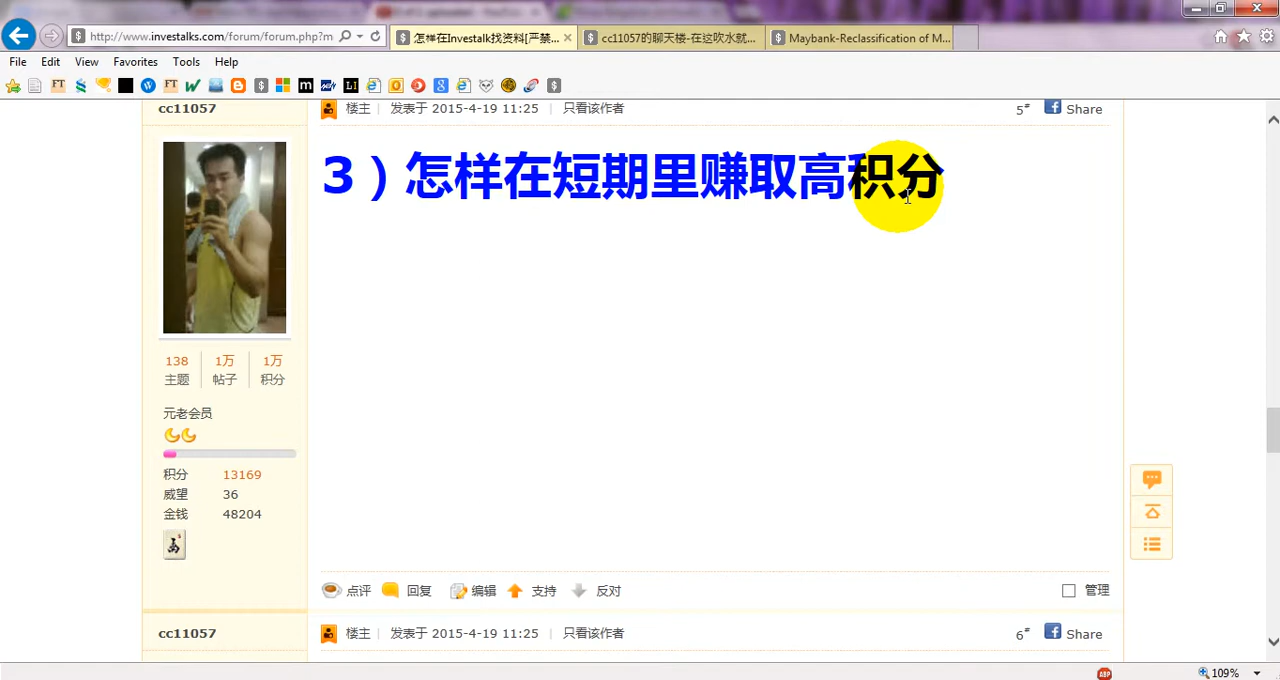 http://www.investalks.com/forum/forum.php?m
怎样在Investalk找资料[严禁...
cc11057的聊天楼-在这吹水就...
Maybank-Reclassification of M...
File Edit View Favorites Tools Help
cc11057
楼主 发表于 2015-4-19 11:25 只看该作者
5# Share
3）怎样在短期里赚取高积分
138 1万 1万
主题 帖子 积分
元老会员
积分 13169
威望 36
金钱 48204
点评 回复 编辑 支持 反对
管理
cc11057
楼主 发表于 2015-4-19 11:25 只看该作者
6# Share
109%